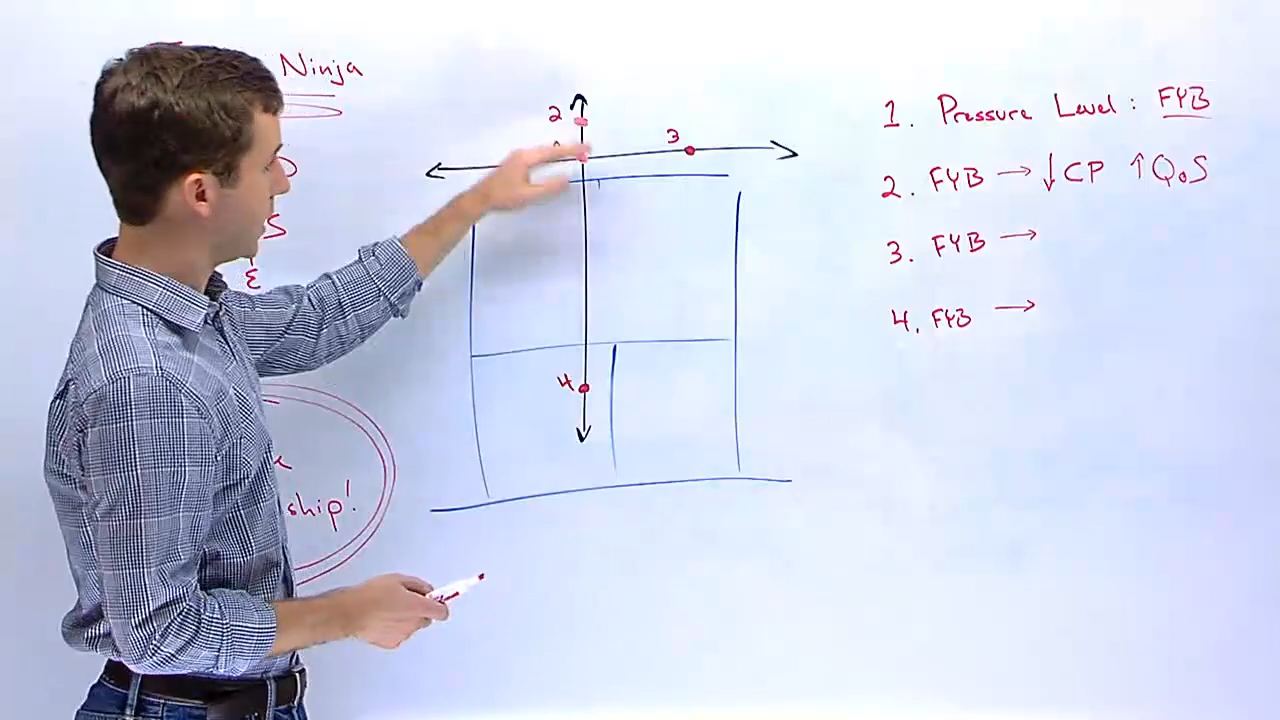 Ninja
D
S
&
ship!
2
3
4
1. Pressure Level: FYB
2. FYB → ↓ CP ↑ QoS
3. FYB →
4. FYB →